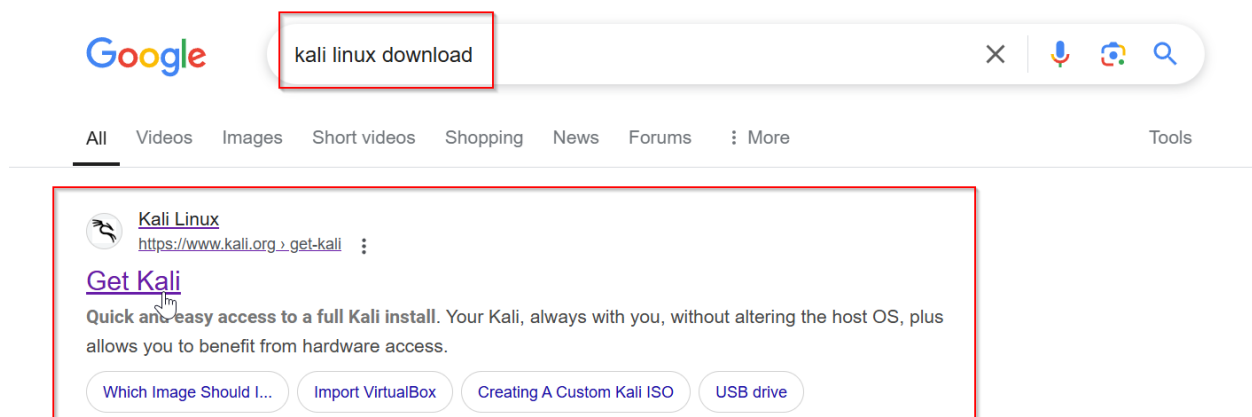 Google
kali linux download
All Videos Images Short videos Shopping News Forums More Tools
Kali Linux
https://www.kali.org › get-kali
Get Kali
Quick and easy access to a full Kali install. Your Kali, always with you, without altering the host OS, plus
allows you to benefit from hardware access.
Which Image Should I... Import VirtualBox Creating A Custom Kali ISO USB drive